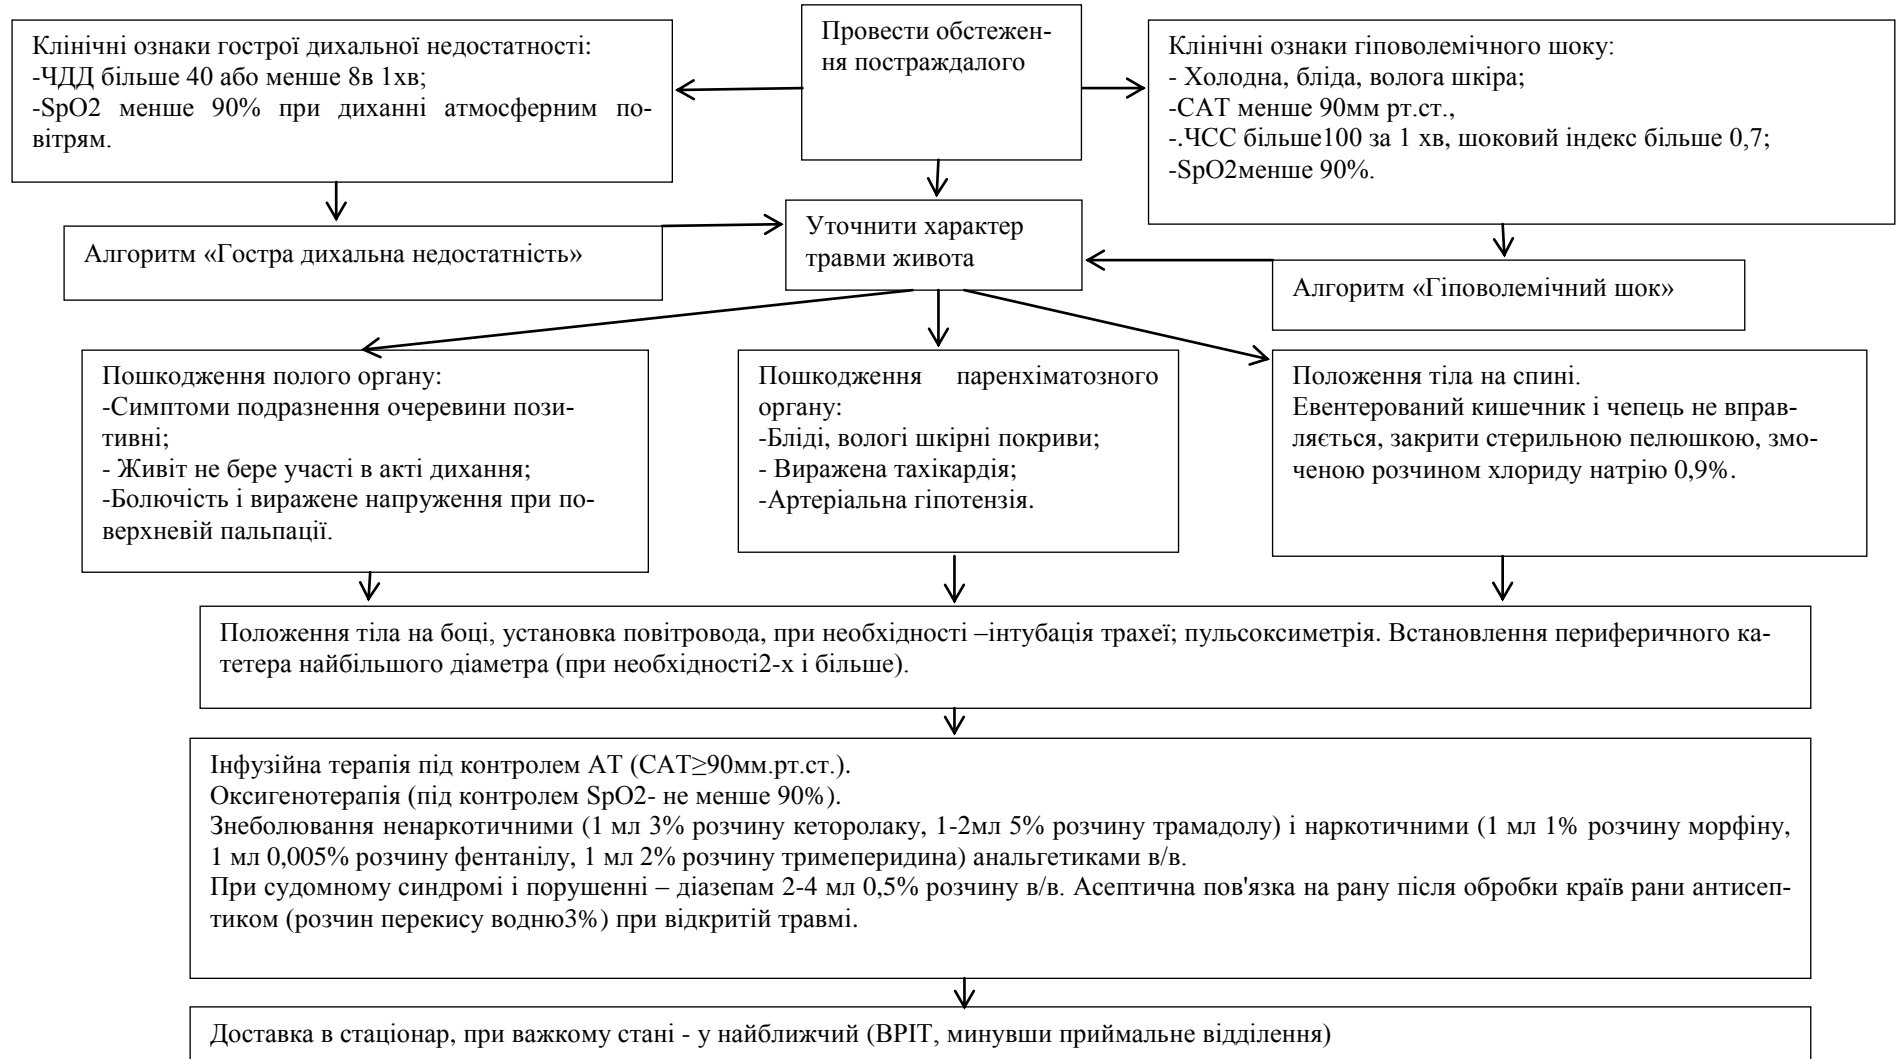 Провести обстежен-
ня постраждалого
Клінічні ознаки гострої дихальної недостатності:
-ЧДД більше 40 або менше 8в 1хв;
-SpO2 менше 90% при диханні атмосферним по-
вітрям.
Клінічні ознаки гіповолемічного шоку:
- Холодна, бліда, волога шкіра;
-САТ менше 90мм рт.ст.,
-.ЧСС більше100 за 1 хв, шоковий індекс більше 0,7;
-SpO2менше 90%.
Алгоритм «Гостра дихальна недостатність»
Уточнити характер
травми живота
Алгоритм «Гіповолемічний шок»
Пошкодження полого органу:
-Симптоми подразнення очеревини пози-
тивні;
- Живіт не бере участі в акті дихання;
-Болючість і виражене напруження при по-
верхневій пальпації.
Пошкодження паренхіматозного
органу:
-Бліді, вологі шкірні покриви;
- Виражена тахікардія;
-Артеріальна гіпотензія.
Положення тіла на спині.
Евентерований кишечник і чепець не вправ-
ляється, закрити стерильною пелюшкою, змо-
ченою розчином хлориду натрію 0,9%.
Положення тіла на боці, установка повітровода, при необхідності –інтубація трахеї; пульсоксиметрія. Встановлення периферичного ка-
тетера найбільшого діаметра (при необхідності2-х і більше).
Інфузійна терапія під контролем АТ (САТ≥90мм.рт.ст.).
Оксигенотерапія (під контролем SpO2- не менше 90%).
Знеболювання ненаркотичними (1 мл 3% розчину кеторолаку, 1-2мл 5% розчину трамадолу) і наркотичними (1 мл 1% розчину морфіну,
1 мл 0,005% розчину фентанілу, 1 мл 2% розчину тримеперидина) анальгетиками в/в.
При судомному синдромі і порушенні – діазепам 2-4 мл 0,5% розчину в/в. Асептична пов'язка на рану після обробки країв рани антисеп-
тиком (розчин перекису водню3%) при відкритій травмі.
Доставка в стаціонар, при важкому стані - у найближчий (ВРІТ, минувши приймальне відділення)